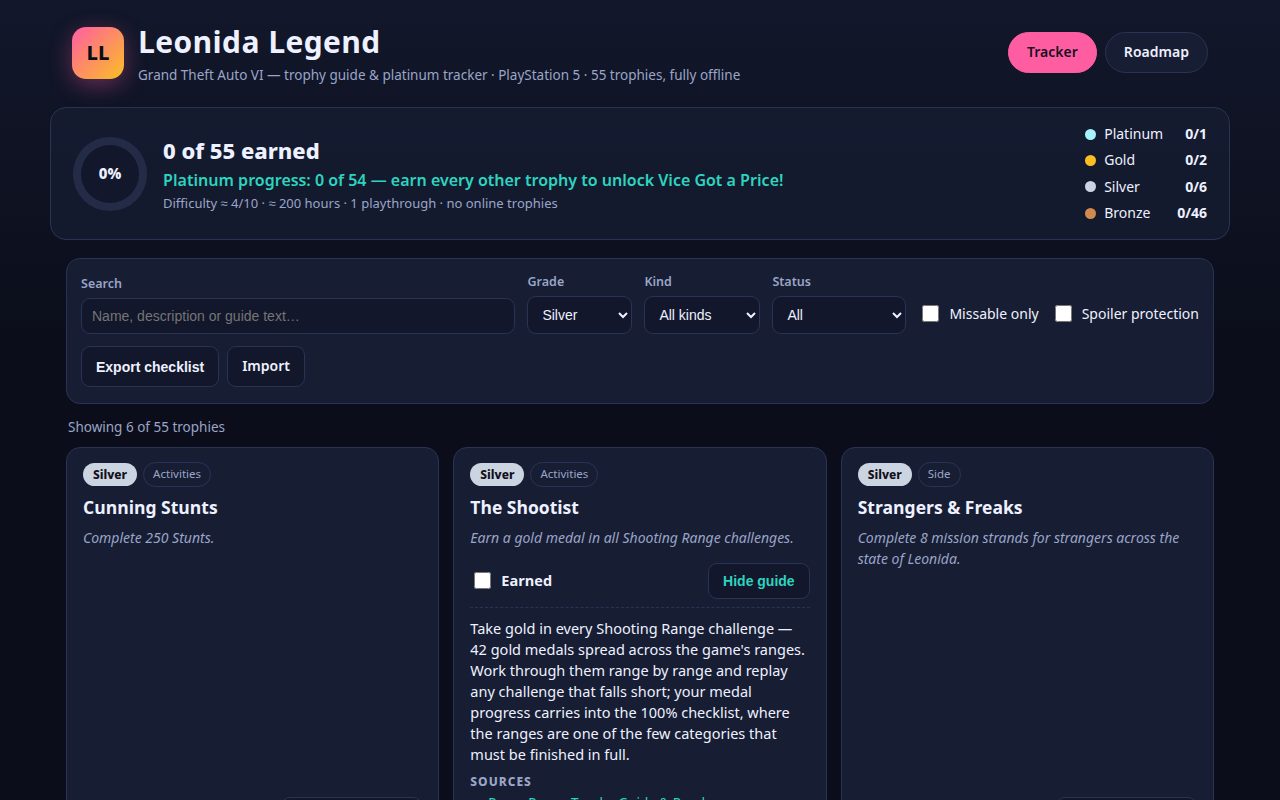 LL
Leonida Legend
Grand Theft Auto VI — trophy guide & platinum tracker · PlayStation 5 · 55 trophies, fully offline
Tracker
Roadmap
0%
0 of 55 earned
Platinum progress: 0 of 54 — earn every other trophy to unlock Vice Got a Price!
Difficulty ≈ 4/10 · ≈ 200 hours · 1 playthrough · no online trophies
Platinum 0/1
Gold 0/2
Silver 0/6
Bronze 0/46
Search
Name, description or guide text…
Grade
Silver
Kind
All kinds
Status
All
Missable only
Spoiler protection
Export checklist
Import
Showing 6 of 55 trophies
Silver
Activities
Cunning Stunts
Complete 250 Stunts.
Silver
Activities
The Shootist
Earn a gold medal in all Shooting Range challenges.
Earned
Hide guide
Take gold in every Shooting Range challenge —
42 gold medals spread across the game's ranges.
Work through them range by range and replay
any challenge that falls short; your medal
progress carries into the 100% checklist, where
the ranges are one of the few categories that
must be finished in full.
SOURCES
Silver
Side
Strangers & Freaks
Complete 8 mission strands for strangers across the
state of Leonida.